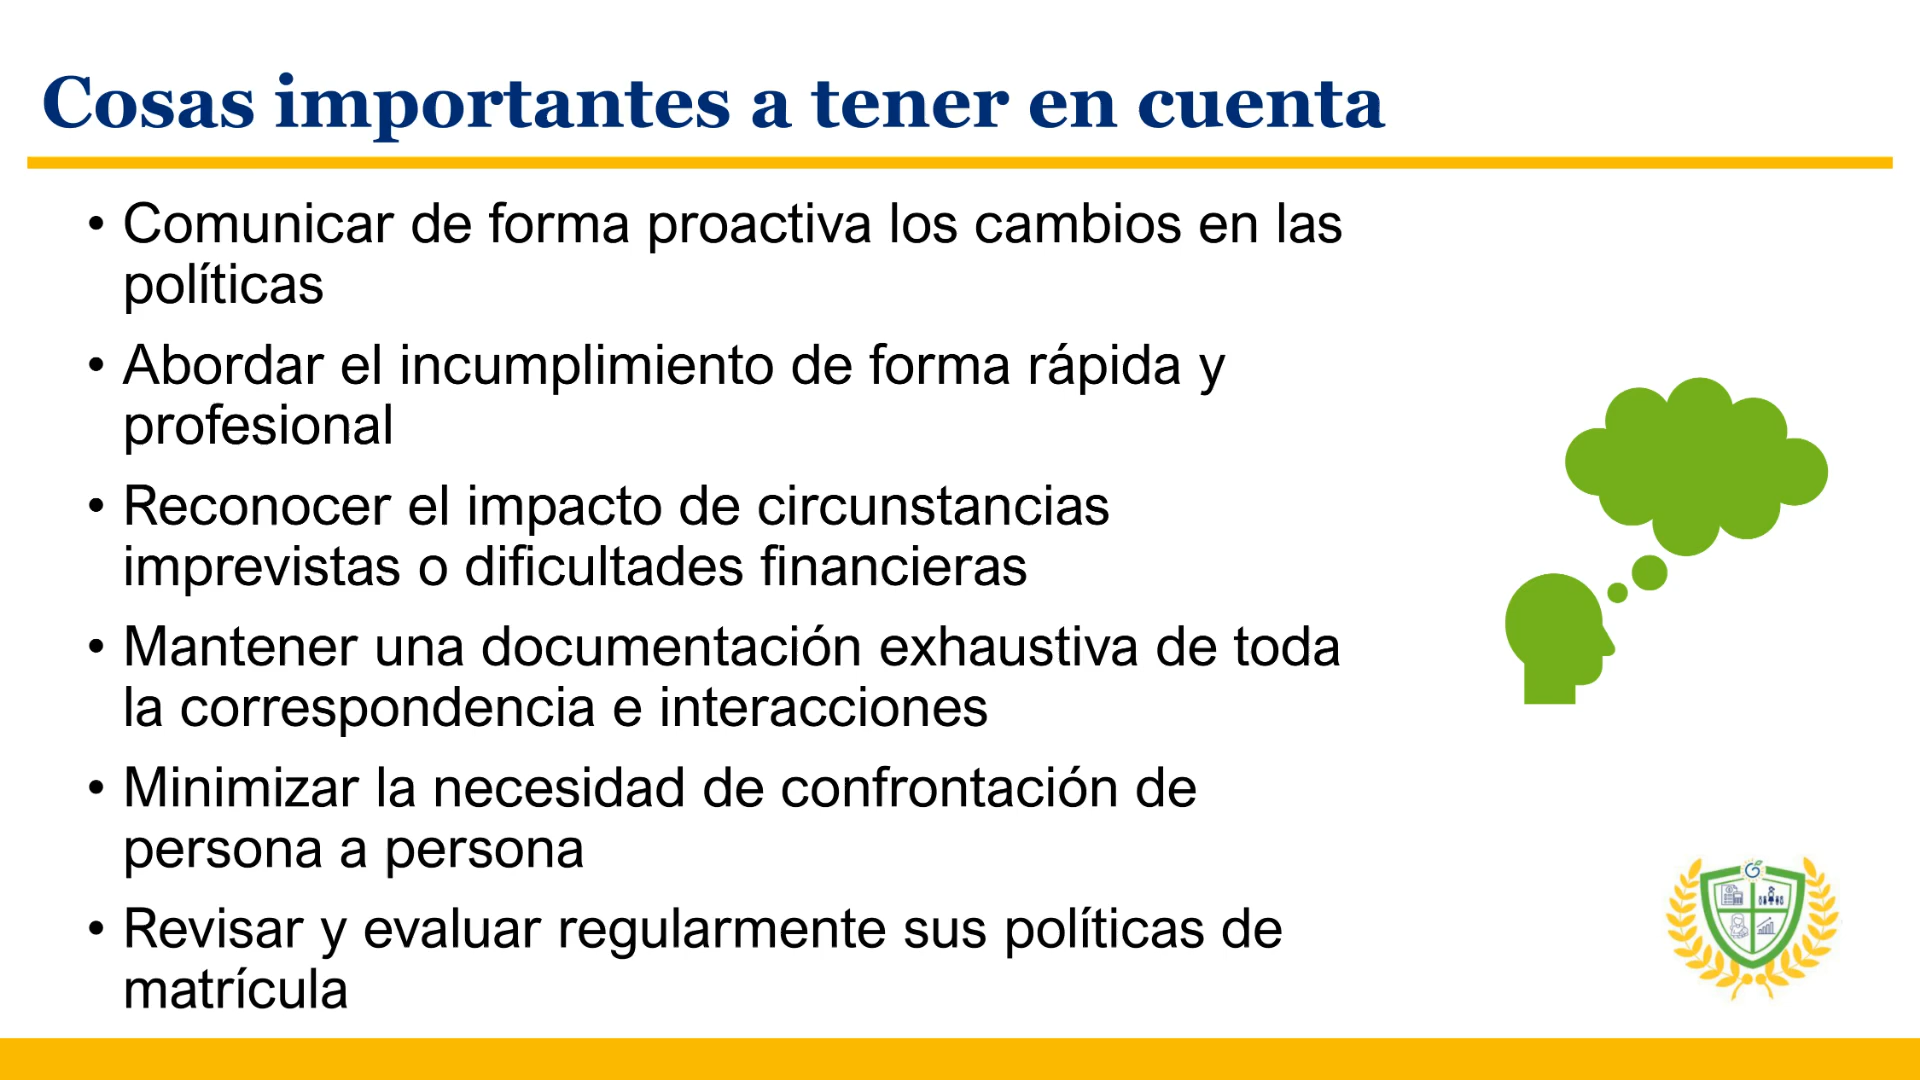 Cosas importantes a tener en cuenta
• Comunicar de forma proactiva los cambios en las
políticas
• Abordar el incumplimiento de forma rápida y
profesional
• Reconocer el impacto de circunstancias
imprevistas o dificultades financieras
• Mantener una documentación exhaustiva de toda
la correspondencia e interacciones
• Minimizar la necesidad de confrontación de
persona a persona
• Revisar y evaluar regularmente sus políticas de
matrícula